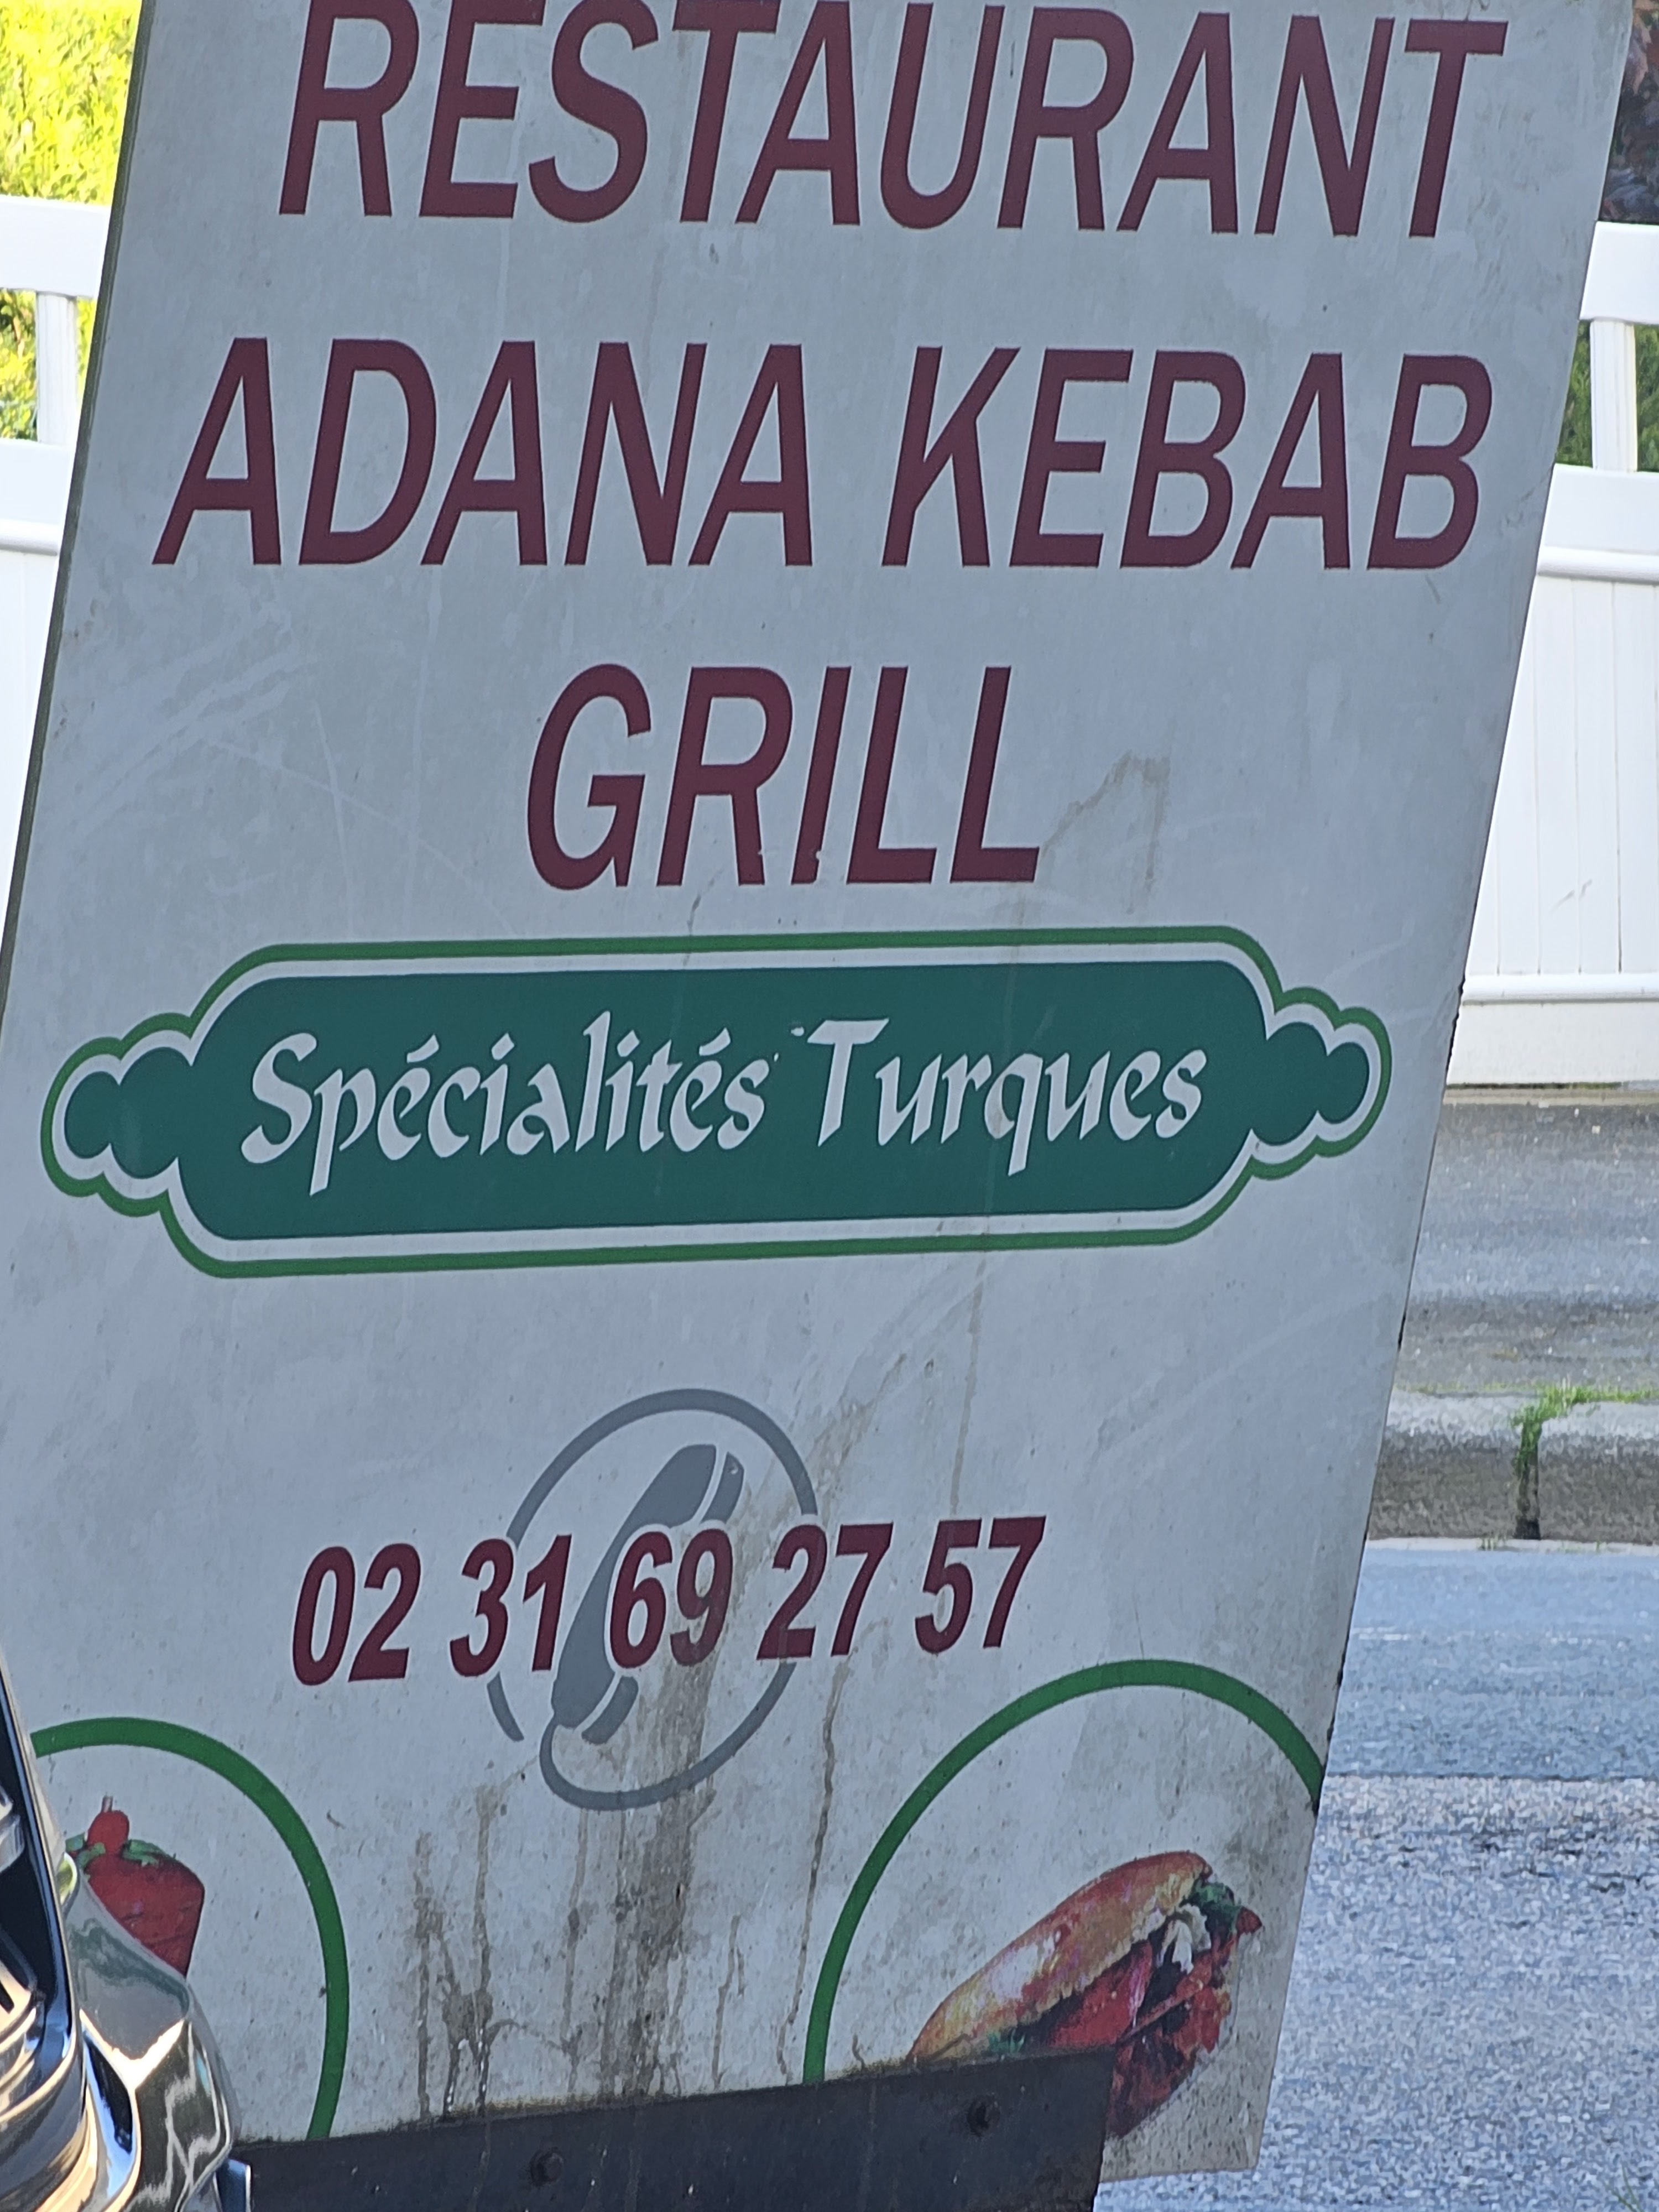 RESTAURANT
ADANA KEBAB
GRILL
Spécialités Turques
02 31 69 27 57